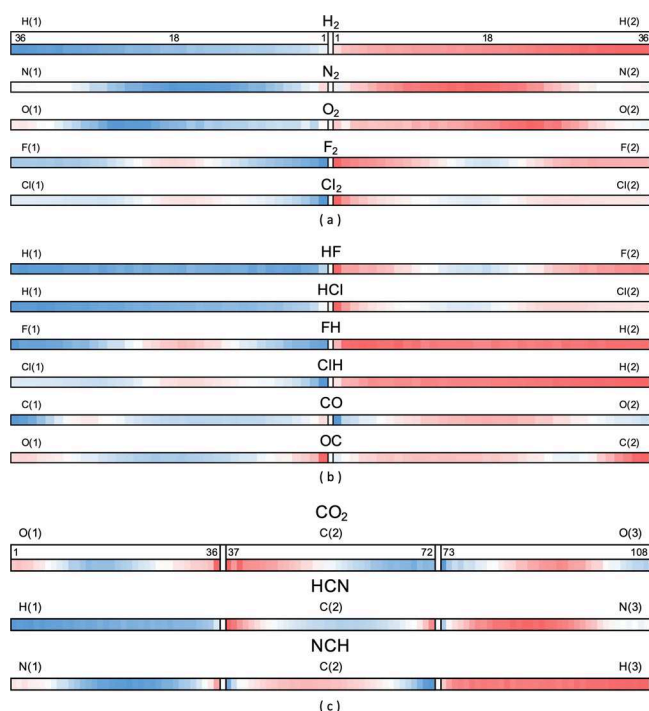 H(1) H₂ H(2)
36 18 1 1 18 36
N(1) N₂ N(2)
O(1) O₂ O(2)
F(1) F₂ F(2)
Cl(1) Cl₂ Cl(2)
( a )
H(1) HF F(2)
H(1) HCl Cl(2)
F(1) FH H(2)
Cl(1) ClH H(2)
C(1) CO O(2)
O(1) OC C(2)
( b )
CO₂
O(1) C(2) O(3)
1 36 37 72 73 108
HCN
H(1) C(2) N(3)
NCH
N(1) C(2) H(3)
( c )